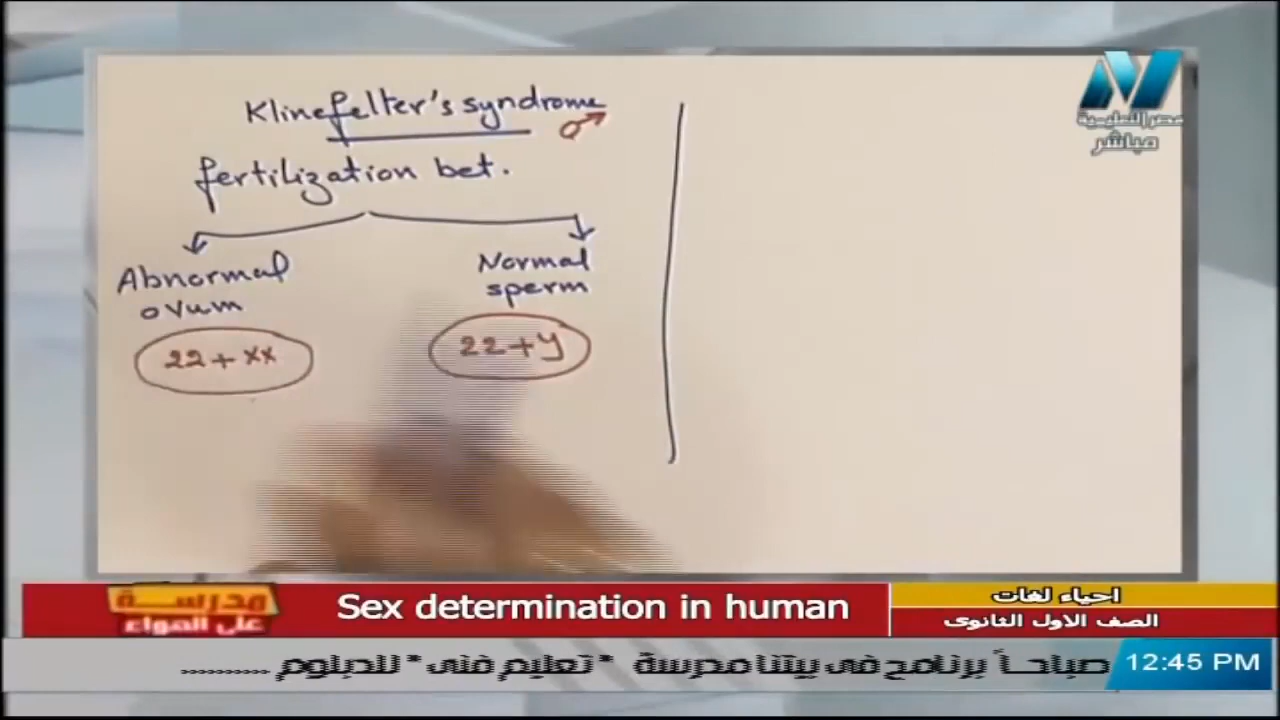 Klinefelter's syndrome
fertilization bet.
Abnormal ovum
22 + xx
Normal sperm
22 + y
مصر التعليمية
مباشر
مدرسة
على الهواء
Sex determination in human
احياء لغات
الصف الاول الثانوى
صباحاً برنامج فى بيتنا مدرسة "تعليم فنى" للدبلوم ..........
12:45 PM